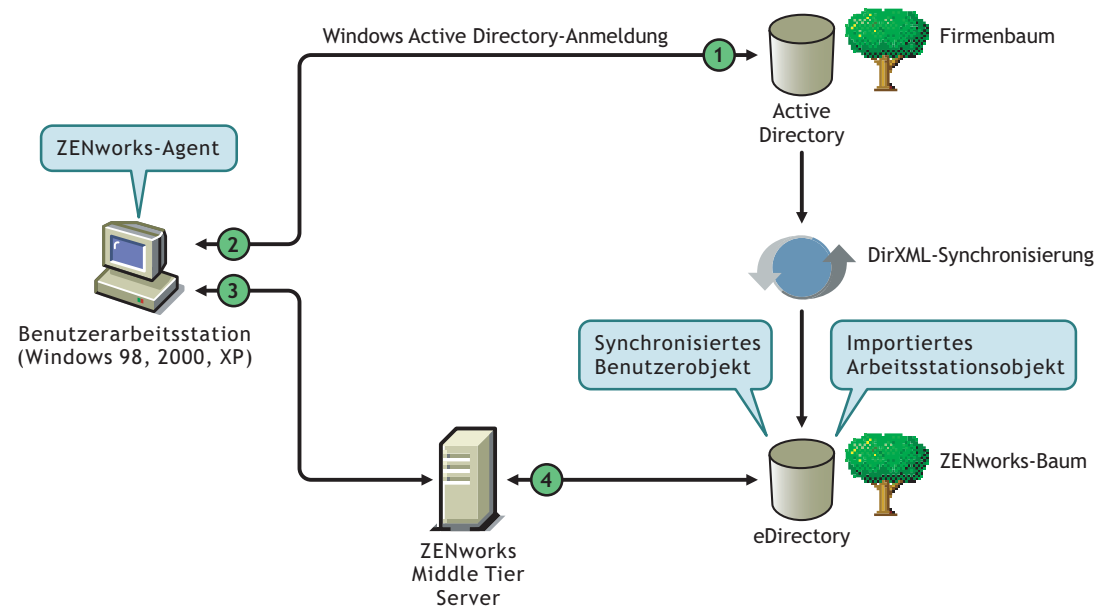 Windows Active Directory-Anmeldung
1
Firmenbaum
Active
Directory
ZENworks-Agent
2
3
DirXML-Synchronisierung
Benutzerarbeitsstation
(Windows 98, 2000, XP)
Synchronisiertes
Benutzerobjekt
Importiertes
Arbeitsstationsobjekt
4
ZENworks-Baum
eDirectory
ZENworks
Middle Tier
Server